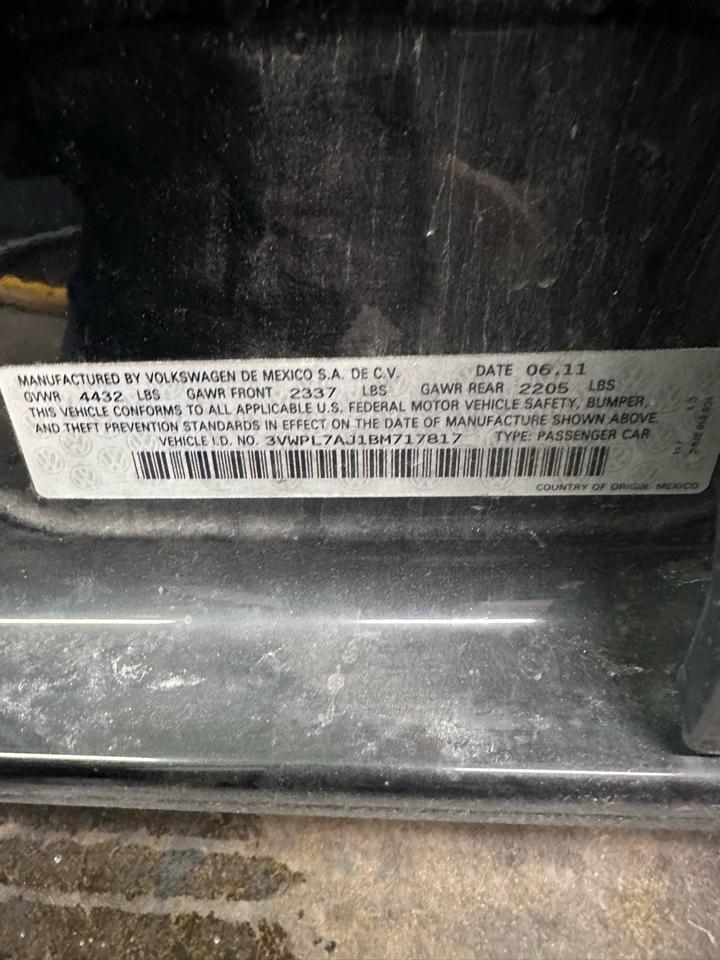 MANUFACTURED BY VOLKSWAGEN DE MEXICO S.A. DE C.V. DATE 06.11
GVWR 4432 LBS GAWR FRONT 2337 LBS GAWR REAR 2205 LBS
THIS VEHICLE CONFORMS TO ALL APPLICABLE U.S. FEDERAL MOTOR VEHICLE SAFETY, BUMPER,
AND THEFT PREVENTION STANDARDS IN EFFECT ON THE DATE OF MANUFACTURE SHOWN ABOVE.
VEHICLE I.D. NO. 3VWPL7AJ1BM717817 TYPE: PASSENGER CAR
COUNTRY OF ORIGIN: MEXICO